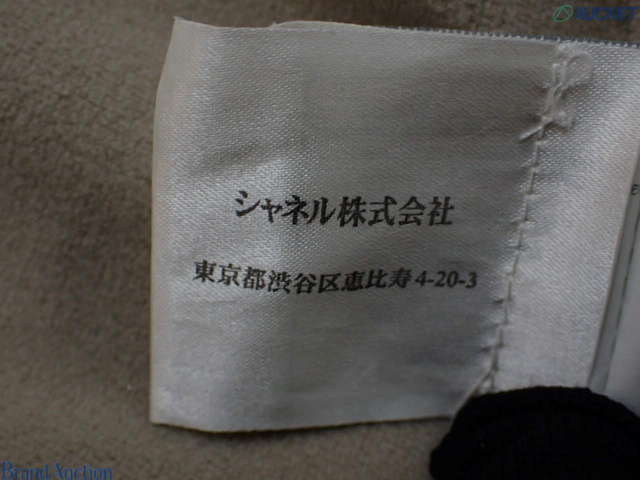 AUCNET
シャネル株式会社
東京都渋谷区恵比寿4-20-3
Brand Auction